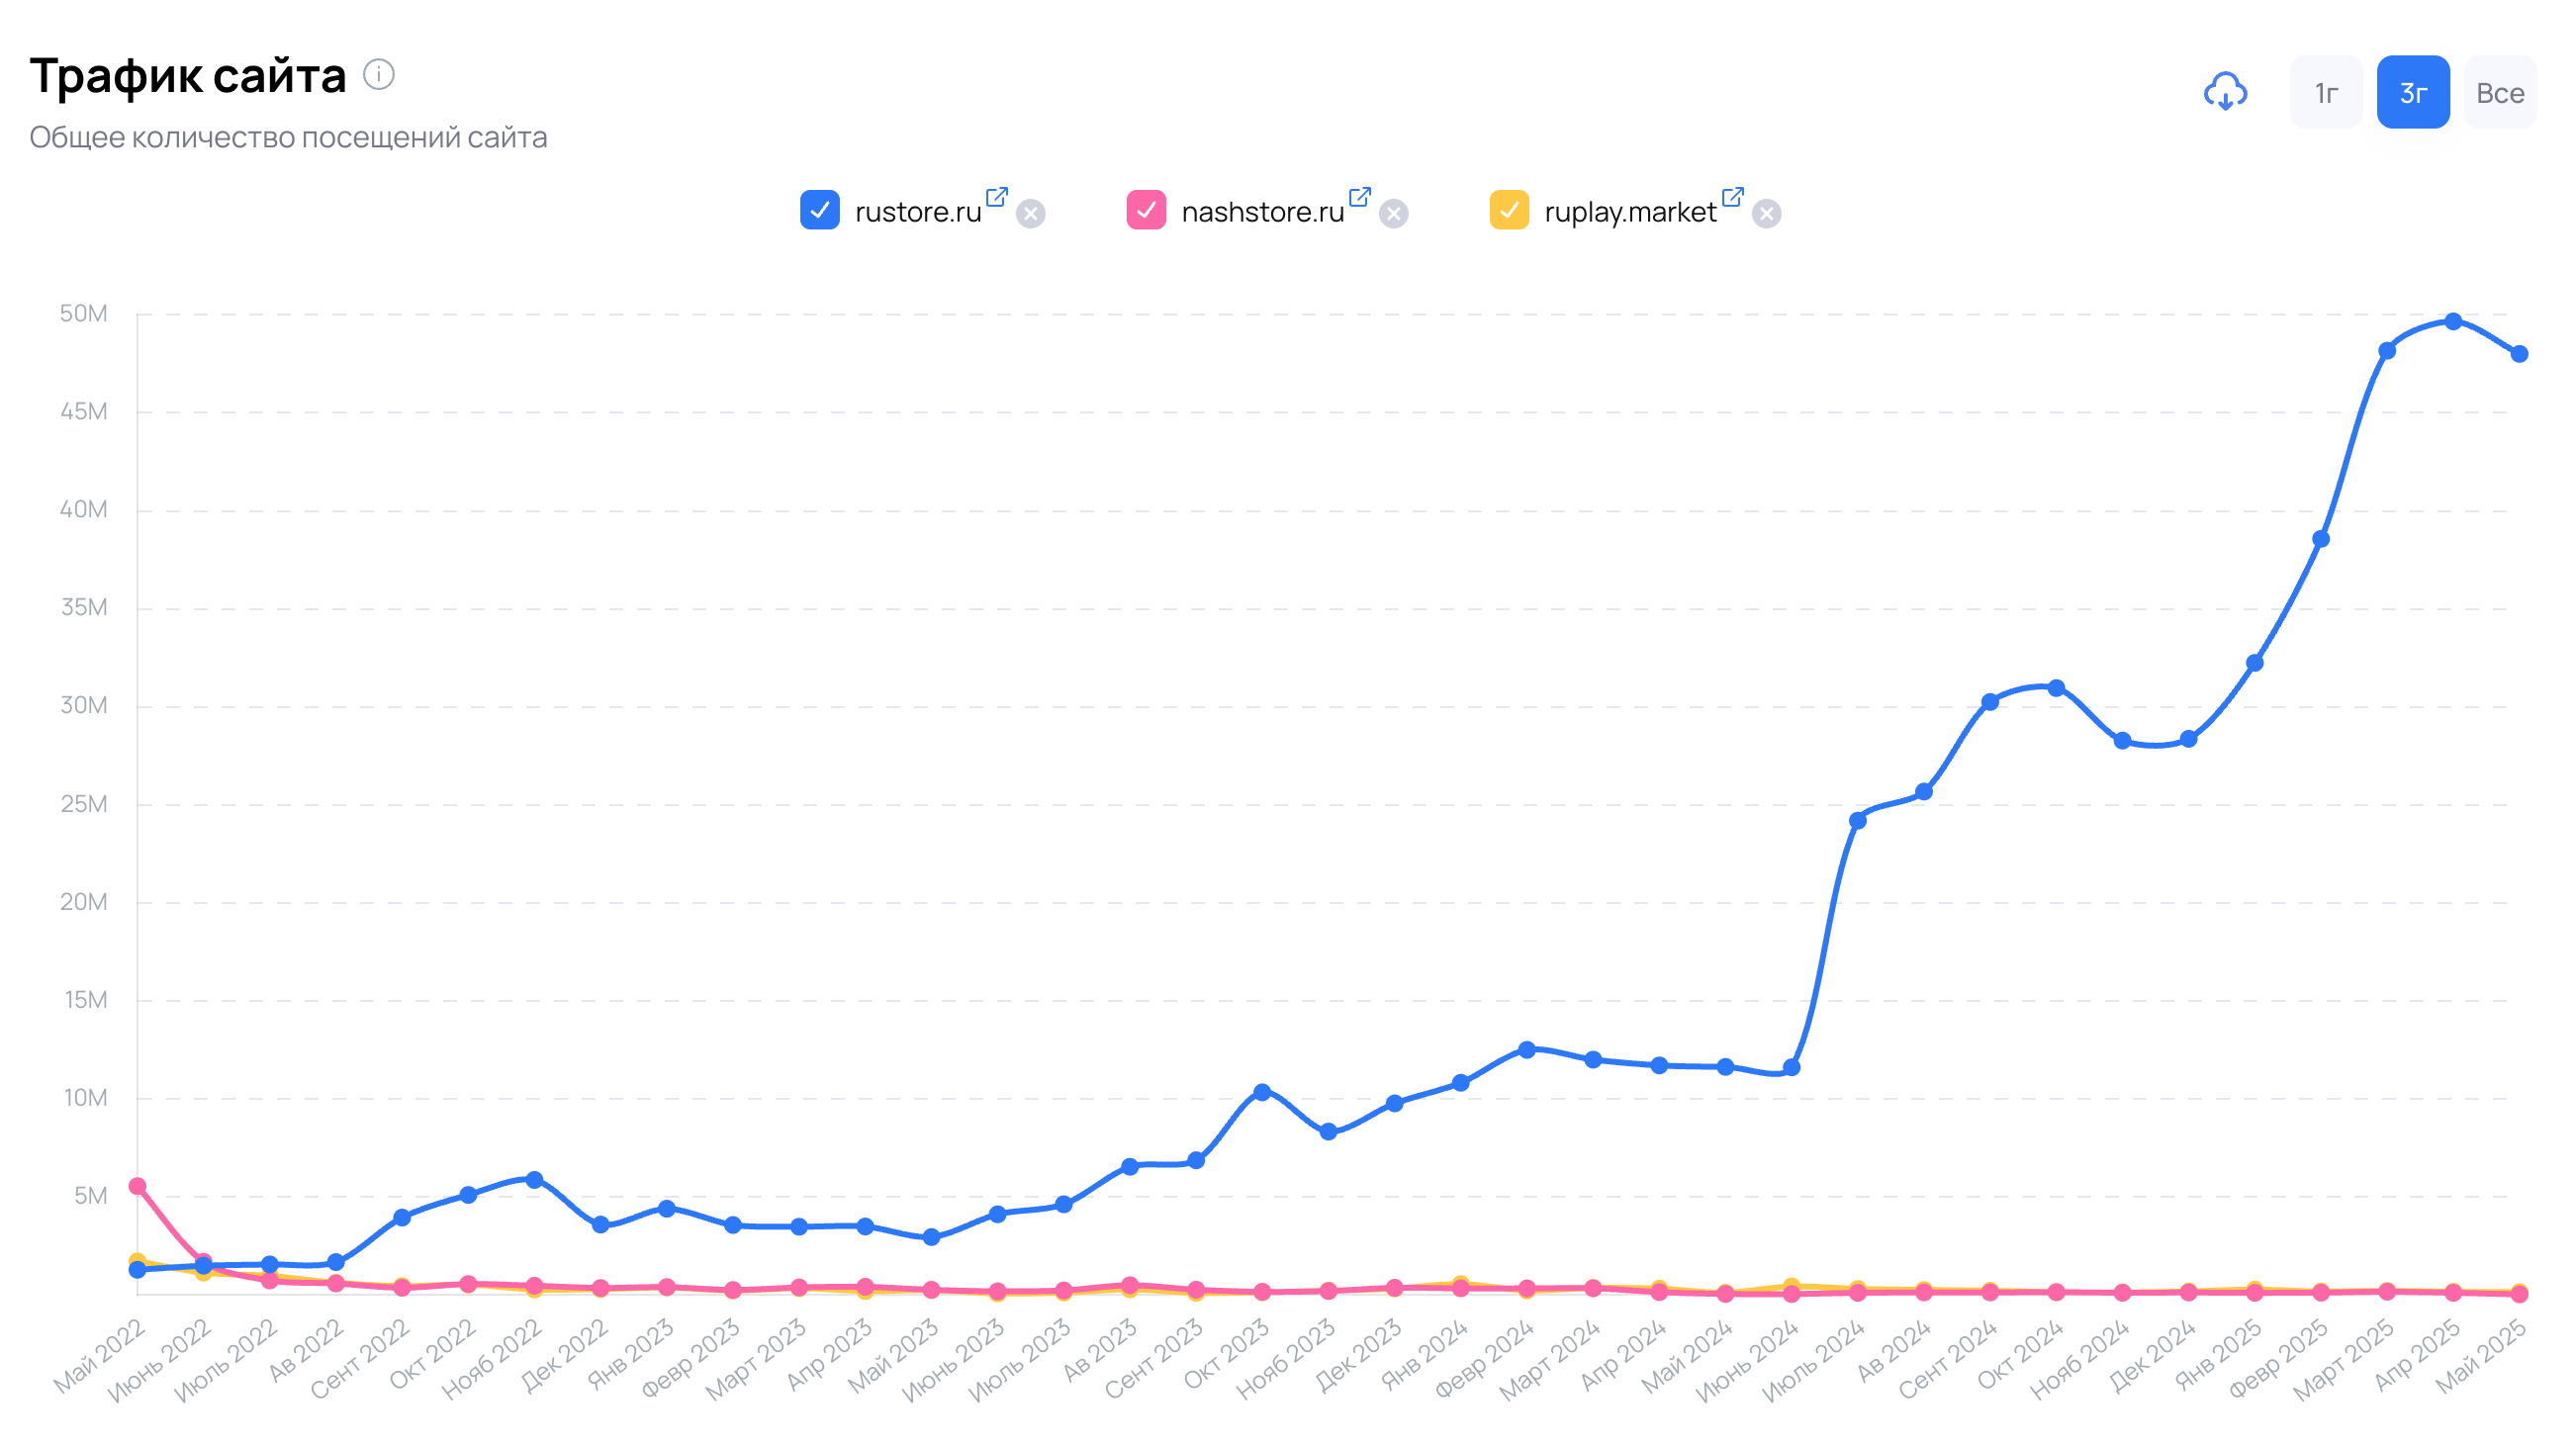 Трафик сайта
Общее количество посещений сайта
1г 3г Все
rustore.ru nashstore.ru ruplay.market
50M
45M
40M
35M
30M
25M
20M
15M
10M
5M
Май 2022
Июнь 2022
Июль 2022
Ав 2022
Сент 2022
Окт 2022
Нояб 2022
Дек 2022
Янв 2023
Февр 2023
Март 2023
Апр 2023
Май 2023
Июнь 2023
Июль 2023
Ав 2023
Сент 2023
Окт 2023
Нояб 2023
Дек 2023
Янв 2024
Февр 2024
Март 2024
Апр 2024
Май 2024
Июнь 2024
Июль 2024
Ав 2024
Сент 2024
Окт 2024
Нояб 2024
Дек 2024
Янв 2025
Февр 2025
Март 2025
Апр 2025
Май 2025